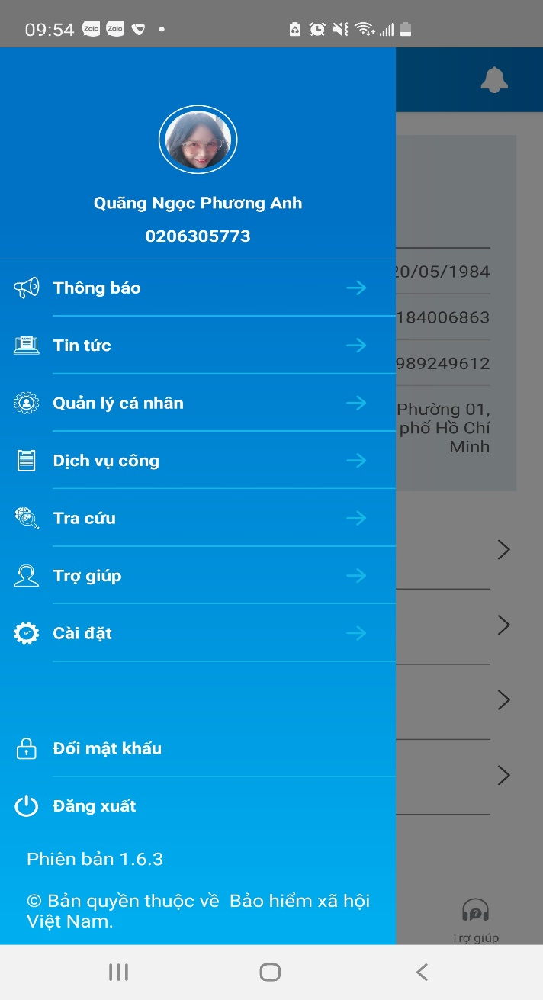 09:54 Zalo Zalo
Quãng Ngọc Phương Anh
0206305773
Thông báo
Tin tức
Quản lý cá nhân
Dịch vụ công
Tra cứu
Trợ giúp
Cài đặt
Đổi mật khẩu
Đăng xuất
Phiên bản 1.6.3
© Bản quyền thuộc về Bảo hiểm xã hội
Việt Nam.
20/05/1984
184006863
989249612
Phường 01,
phố Hồ Chí
Minh
Trợ giúp